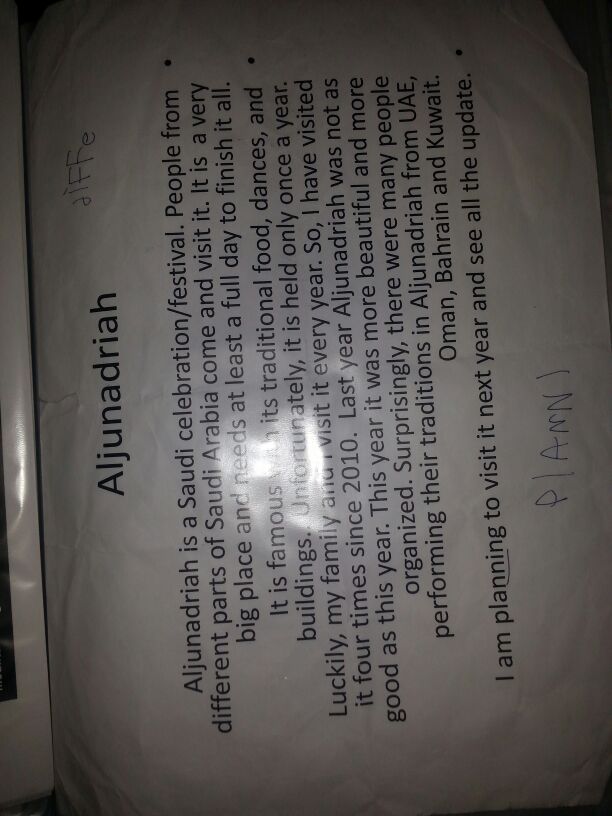 diffe
Aljunadriah
• Aljunadriah is a Saudi celebration/festival. People from
different parts of Saudi Arabia come and visit it. It is a very
big place and needs at least a full day to finish it all.
• It is famous with its traditional food, dances, and
buildings. Unfortunately, it is held only once a year.
Luckily, my family and I visit it every year. So, I have visited
it four times since 2010. Last year Aljunadriah was not as
good as this year. This year it was more beautiful and more
organized. Surprisingly, there were many people
performing their traditions in Aljunadriah from UAE,
Oman, Bahrain and Kuwait.
• I am planning to visit it next year and see all the update.
PlANN)